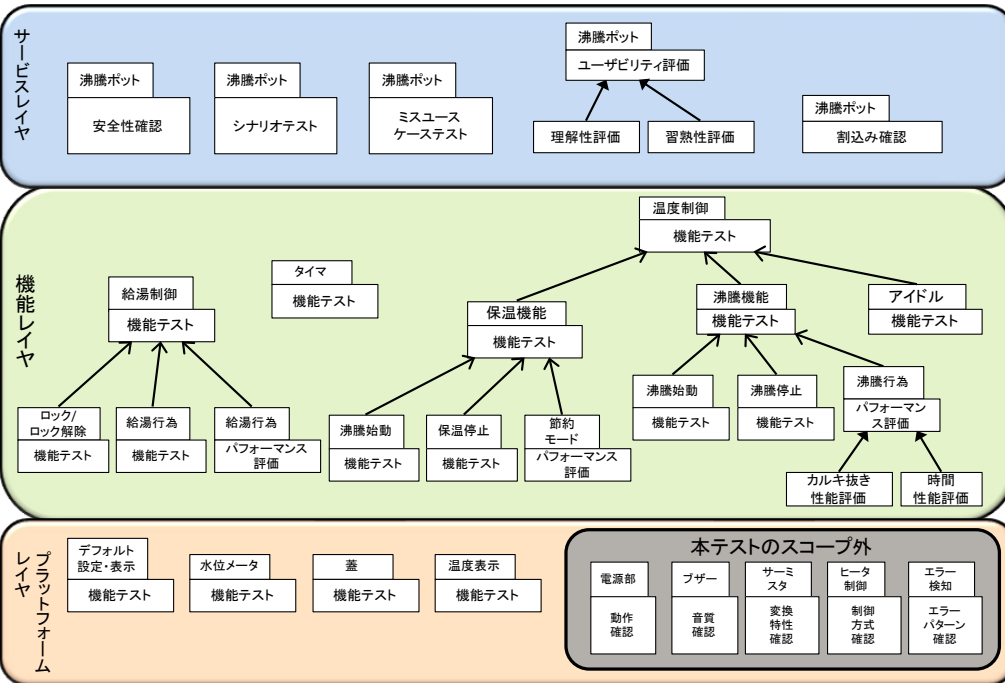 サービスレイヤ
沸騰ポット
安全性確認
沸騰ポット
シナリオテスト
沸騰ポット
ミスユース
ケーステスト
沸騰ポット
ユーザビリティ評価
理解性評価
習熟性評価
沸騰ポット
割込み確認
機能レイヤ
温度制御
機能テスト
給湯制御
機能テスト
タイマ
機能テスト
保温機能
機能テスト
沸騰機能
機能テスト
アイドル
機能テスト
ロック/
ロック解除
機能テスト
給湯行為
機能テスト
給湯行為
パフォーマンス
評価
沸騰始動
機能テスト
保温停止
機能テスト
節約
モード
パフォーマンス
評価
沸騰始動
機能テスト
沸騰停止
機能テスト
沸騰行為
パフォーマン
ス評価
カルキ抜き
性能評価
時間
性能評価
プラットフォーム
レイヤ
デフォルト
設定・表示
機能テスト
水位メータ
機能テスト
蓋
機能テスト
温度表示
機能テスト
本テストのスコープ外
電源部
動作
確認
ブザー
音質
確認
サーミ
スタ
変換
特性
確認
ヒータ
制御
制御
方式
確認
エラー
検知
エラー
パターン
確認